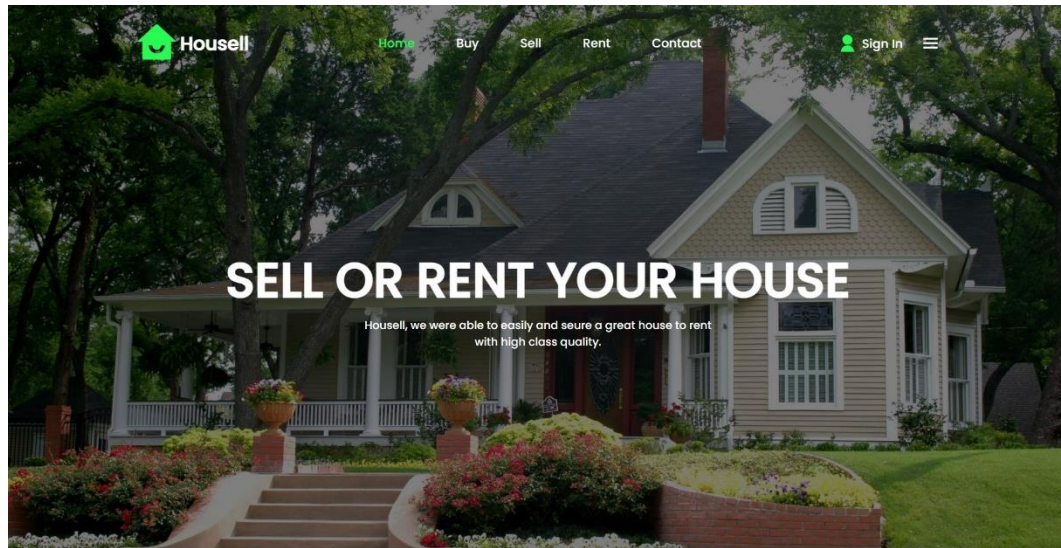 Housell
Home Buy Sell Rent Contact
Sign In
SELL OR RENT YOUR HOUSE
Housell, we were able to easily and seure a great house to rent
with high class quality.